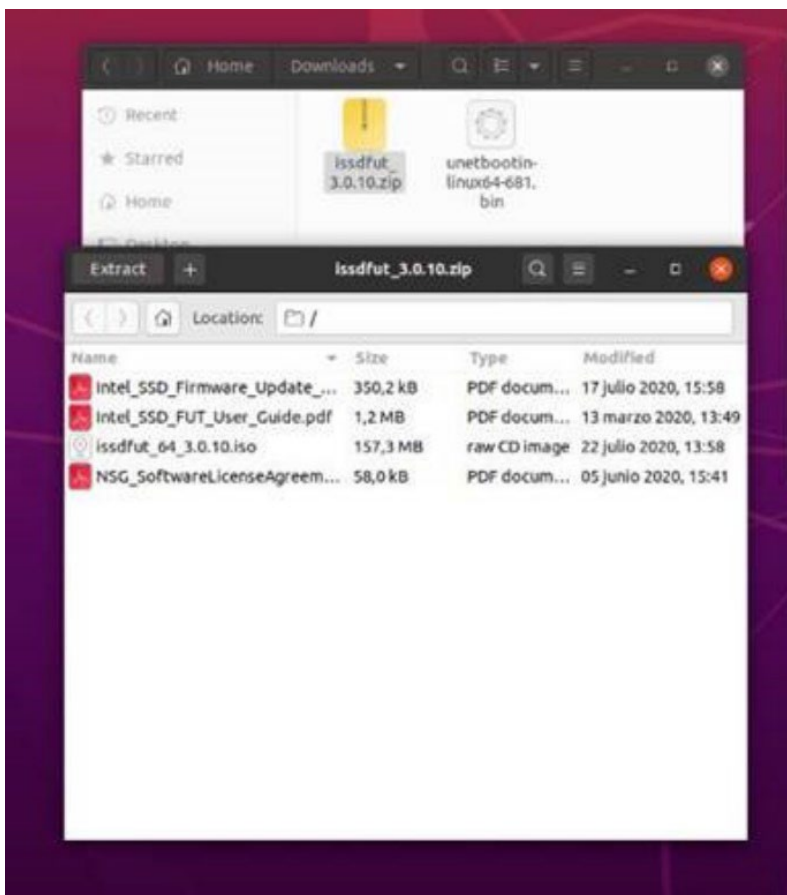 Home Downloads
Recent
Starred
Home
Desktop
issdfut_
3.0.10.zip
unetbootin-
linux64-681.
bin
Extract + issdfut_3.0.10.zip
Location: /
Name Size Type Modified
Intel_SSD_Firmware_Update_... 350,2 kB PDF docum... 17 julio 2020, 15:58
Intel_SSD_FUT_User_Guide.pdf 1,2 MB PDF docum... 13 marzo 2020, 13:49
issdfut_64_3.0.10.iso 157,3 MB raw CD image 22 julio 2020, 13:58
NSG_SoftwareLicenseAgreem... 58,0 kB PDF docum... 05 junio 2020, 15:41